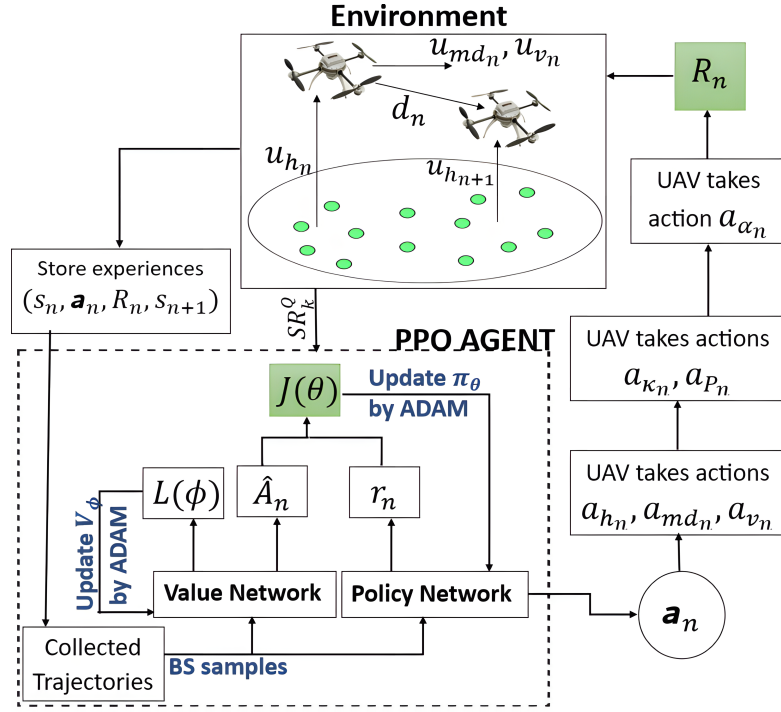 Environment
u_{md_n}, u_{v_n}
d_n
u_{h_n}
u_{h_{n+1}}
R_n
UAV takes
action a_{α_n}
Store experiences
(s_n, a_n, R_n, s_{n+1})
SR_k^Q
PPO AGENT
UAV takes actions
a_{κ_n}, a_{P_n}
J(θ)
Update π_θ
by ADAM
UAV takes actions
a_{h_n}, a_{md_n}, a_{v_n}
L(ϕ)
Â_n
r_n
Update V_ϕ
by ADAM
Value Network
Policy Network
a_n
Collected
Trajectories
BS samples